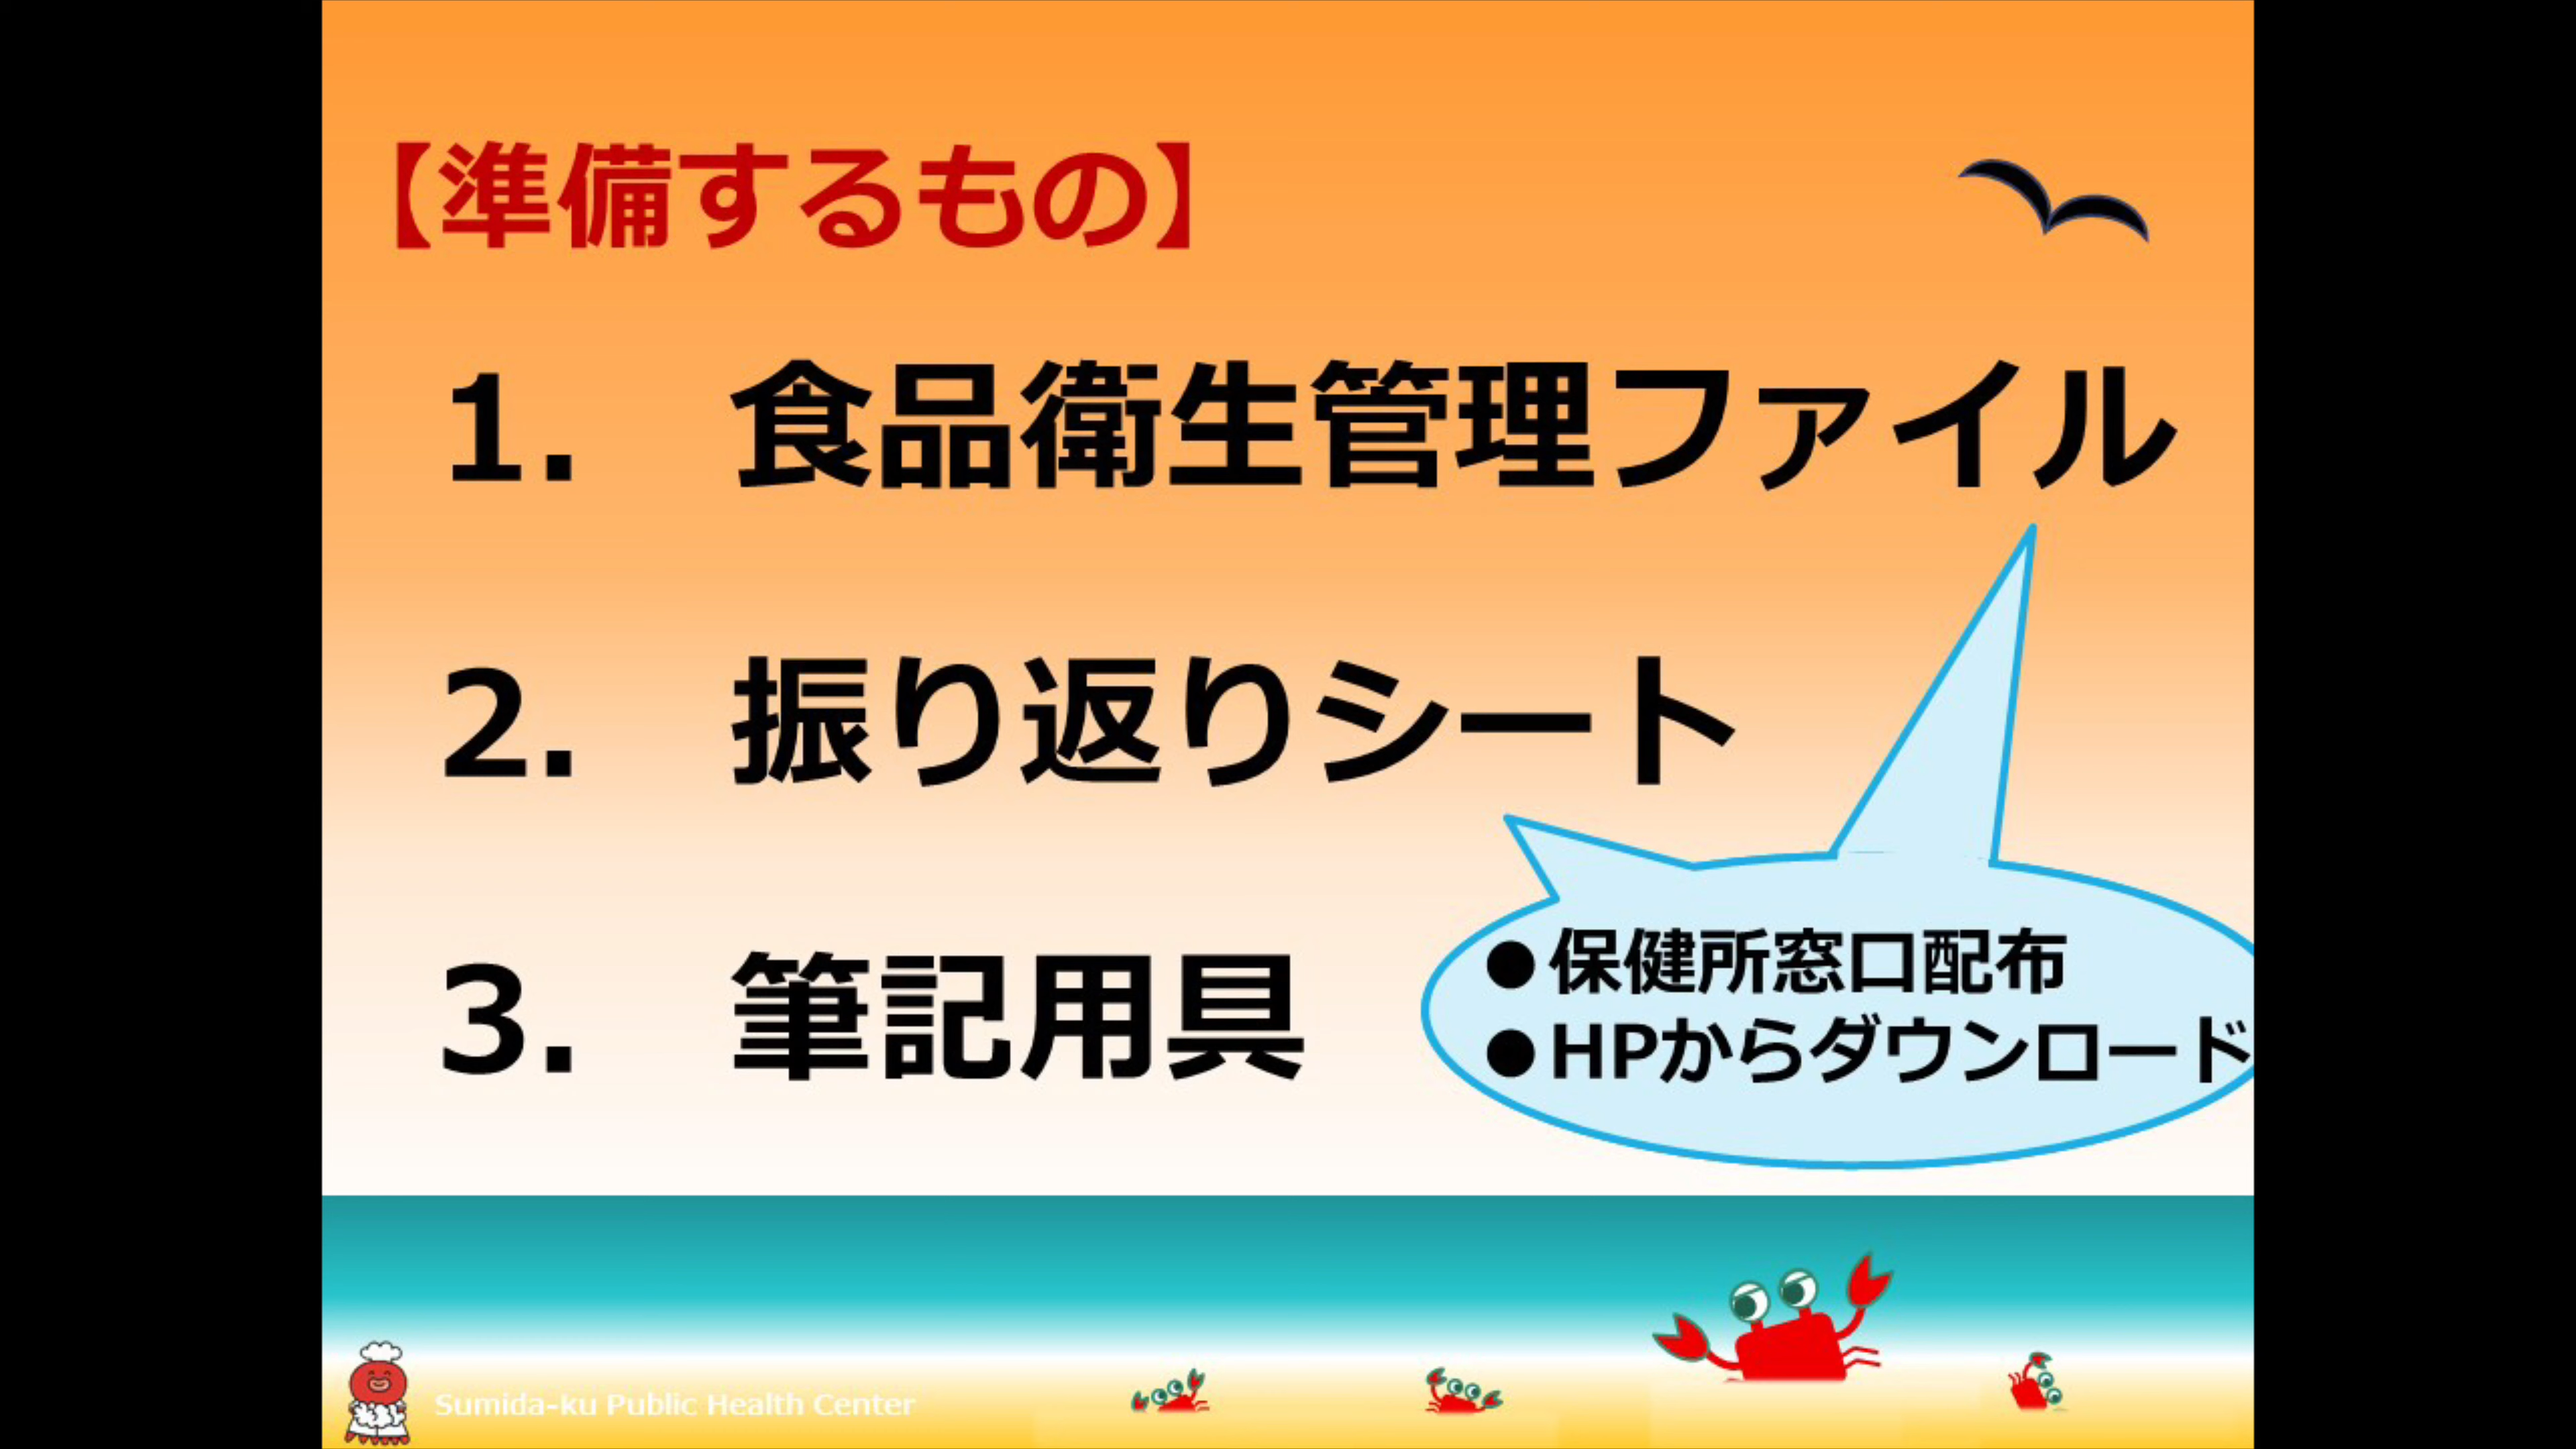 【準備するもの】
1. 食品衛生管理ファイル
2. 振り返りシート
3. 筆記用具
●保健所窓口配布
●HPからダウンロード
Sumida-ku Public Health Center